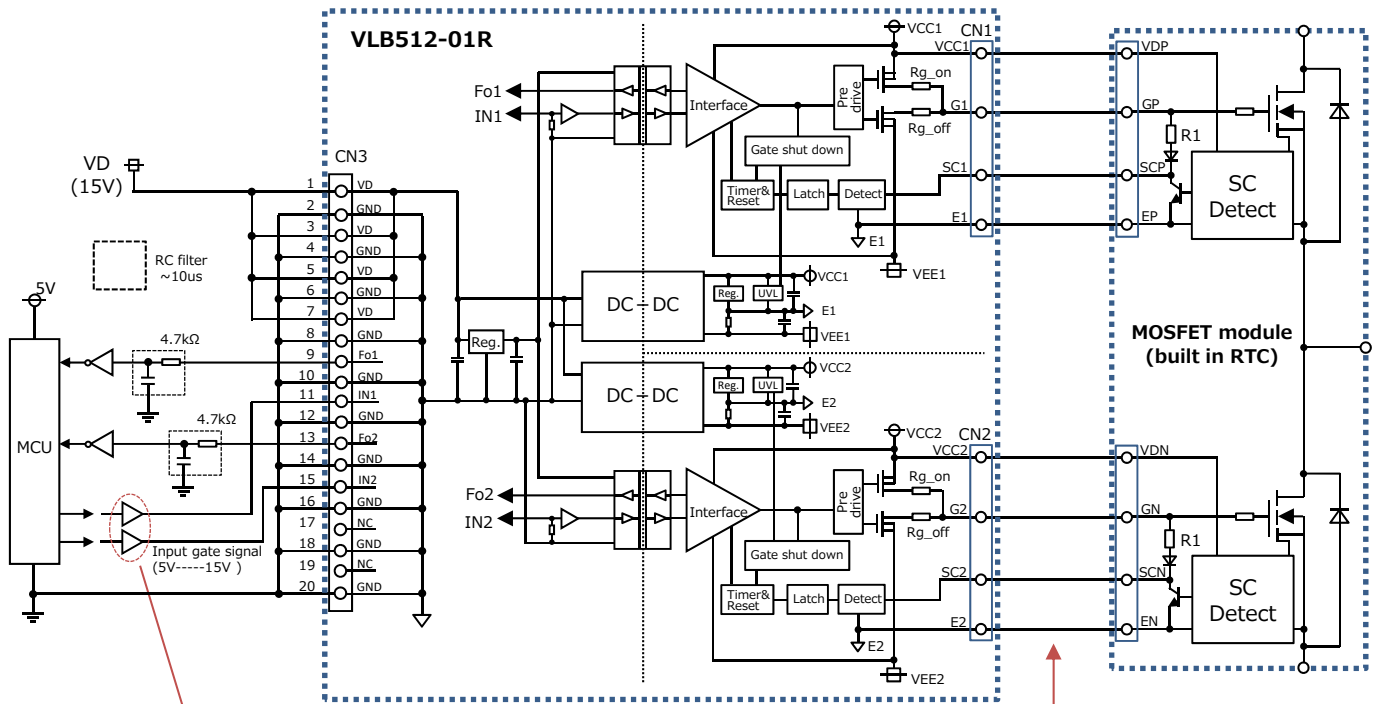 VLB512-01R
VD
(15V)
RC filter
~10us
5V
MCU
4.7kΩ
4.7kΩ
Input gate signal
(5V-----15V )
CN3
1 VD
2 GND
3 VD
4 GND
5 VD
6 GND
7 VD
8 GND
9 Fo1
10 GND
11 IN1
12 GND
13 Fo2
14 GND
15 IN2
16 GND
17 NC
18 GND
19 NC
20 GND
Fo1
IN1
Interface
Pre
drive
VCC1
VCC1
CN1
Rg_on
Rg_off
G1
Gate shut down
Timer&
Reset
Latch
Detect
SC1
E1
E1
VEE1
Reg.
DC – DC
Reg.
UVL
VCC1
E1
VEE1
DC – DC
Reg.
UVL
VCC2
E2
VEE2
Fo2
IN2
Interface
Pre
drive
VCC2
VCC2
CN2
Rg_on
Rg_off
G2
Gate shut down
Timer&
Reset
Latch
Detect
SC2
E2
E2
VEE2
VDP
GP
R1
SCP
EP
SC
Detect
MOSFET module
(built in RTC)
VDN
GN
R1
SCN
EN
SC
Detect